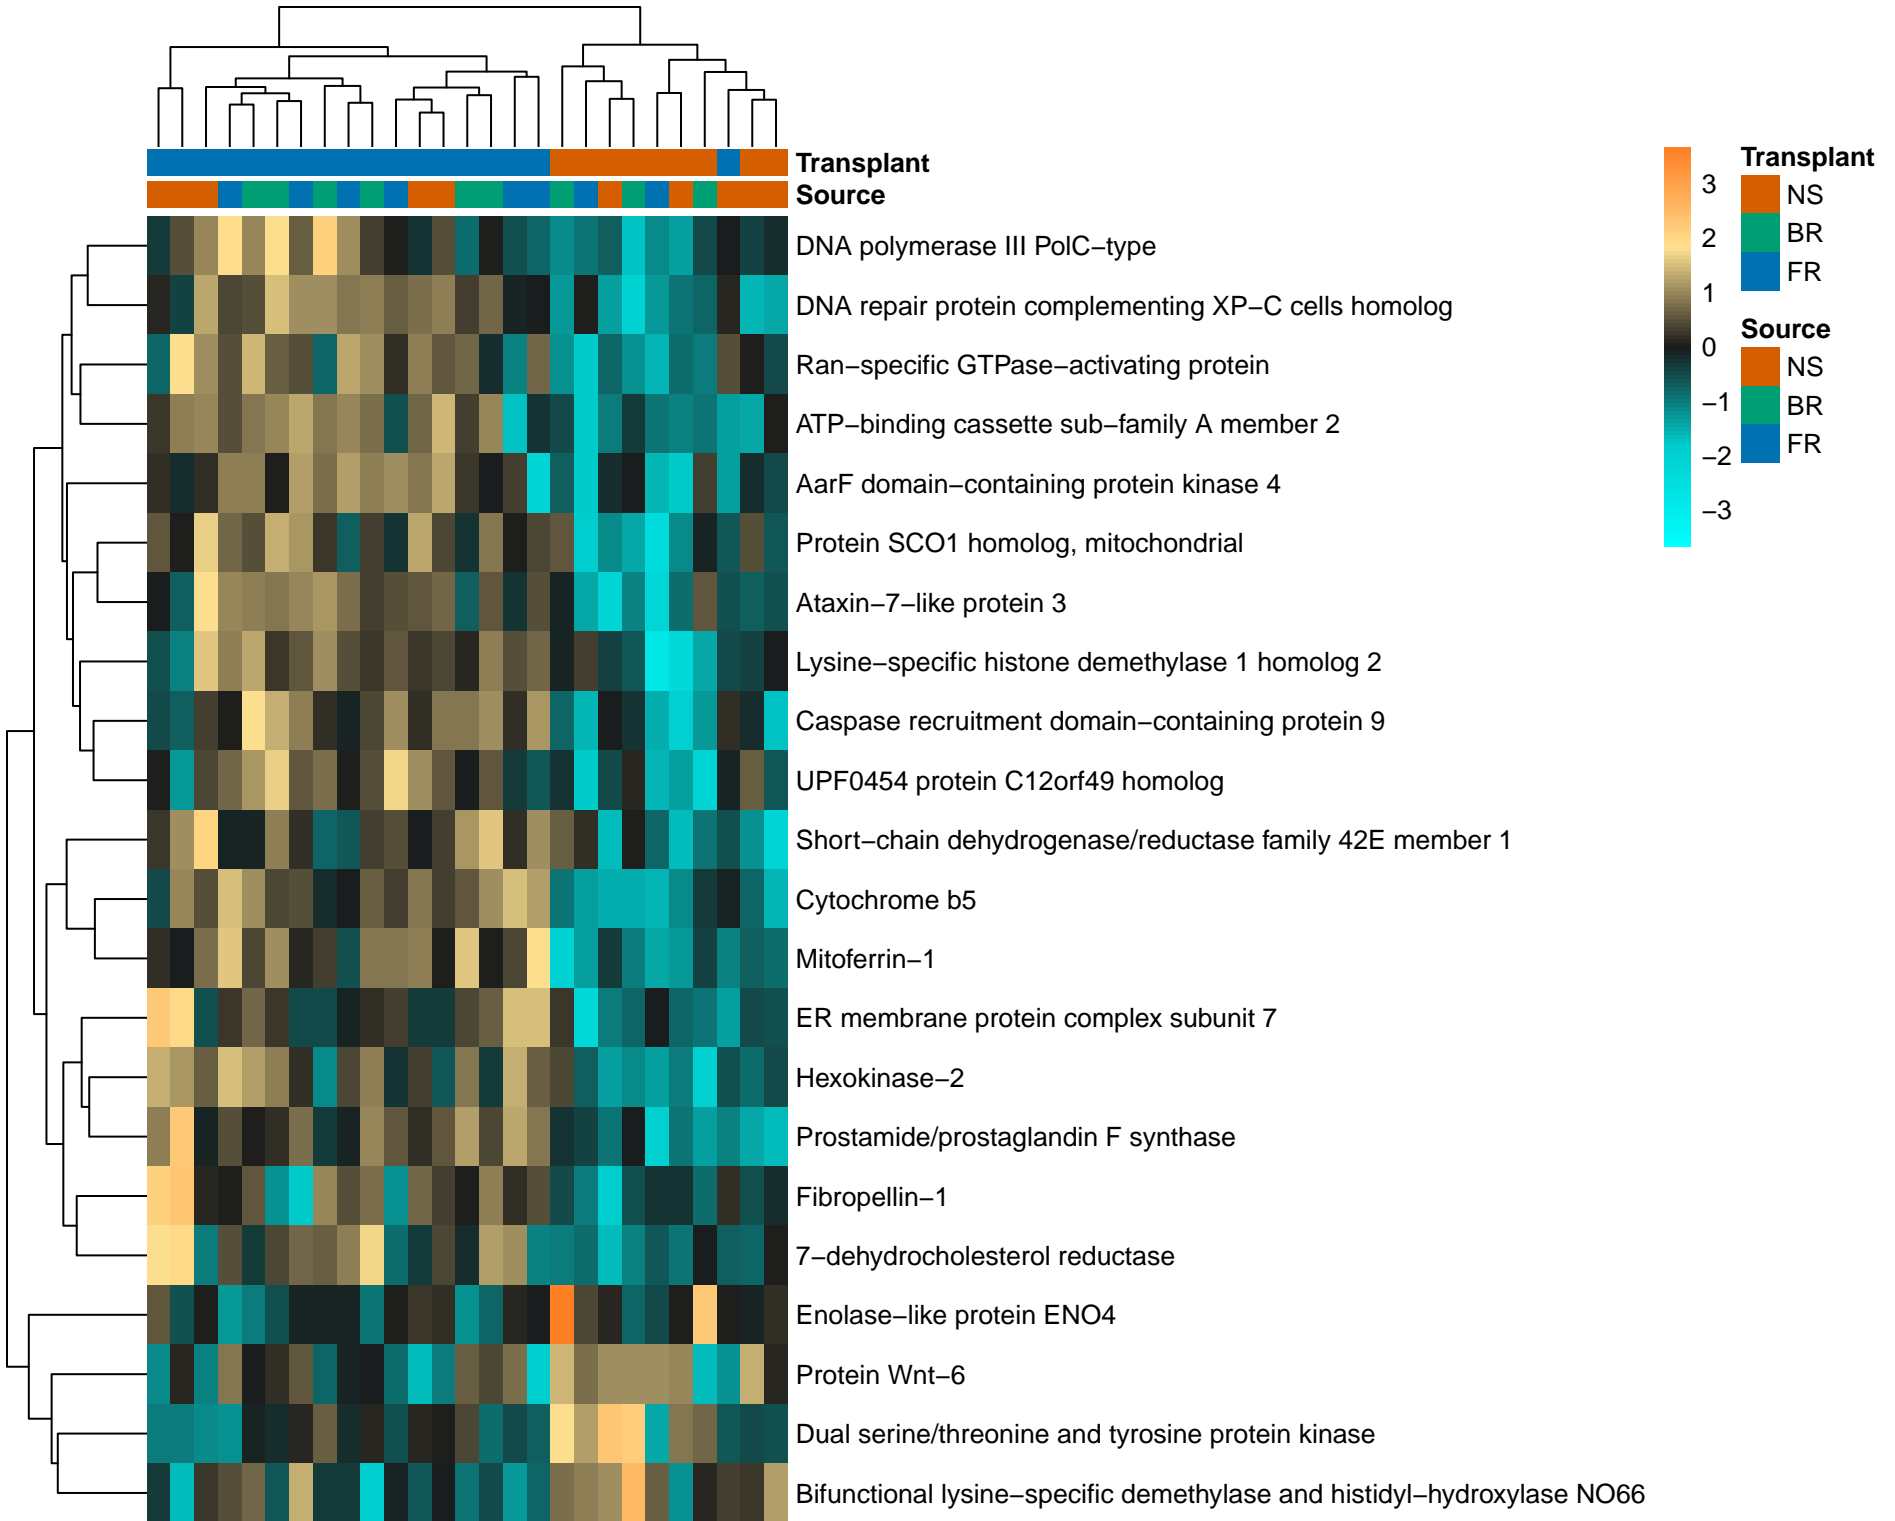 Transplant
Source
DNA polymerase III PolC−type
DNA repair protein complementing XP−C cells homolog
Ran−specific GTPase−activating protein
ATP−binding cassette sub−family A member 2
AarF domain−containing protein kinase 4
Protein SCO1 homolog, mitochondrial
Ataxin−7−like protein 3
Lysine−specific histone demethylase 1 homolog 2
Caspase recruitment domain−containing protein 9
UPF0454 protein C12orf49 homolog
Short−chain dehydrogenase/reductase family 42E member 1
Cytochrome b5
Mitoferrin−1
ER membrane protein complex subunit 7
Hexokinase−2
Prostamide/prostaglandin F synthase
Fibropellin−1
7−dehydrocholesterol reductase
Enolase−like protein ENO4
Protein Wnt−6
Dual serine/threonine and tyrosine protein kinase
Bifunctional lysine−specific demethylase and histidyl−hydroxylase NO66
3
2
1
0
−1
−2
−3
Transplant
NS
BR
FR
Source
NS
BR
FR